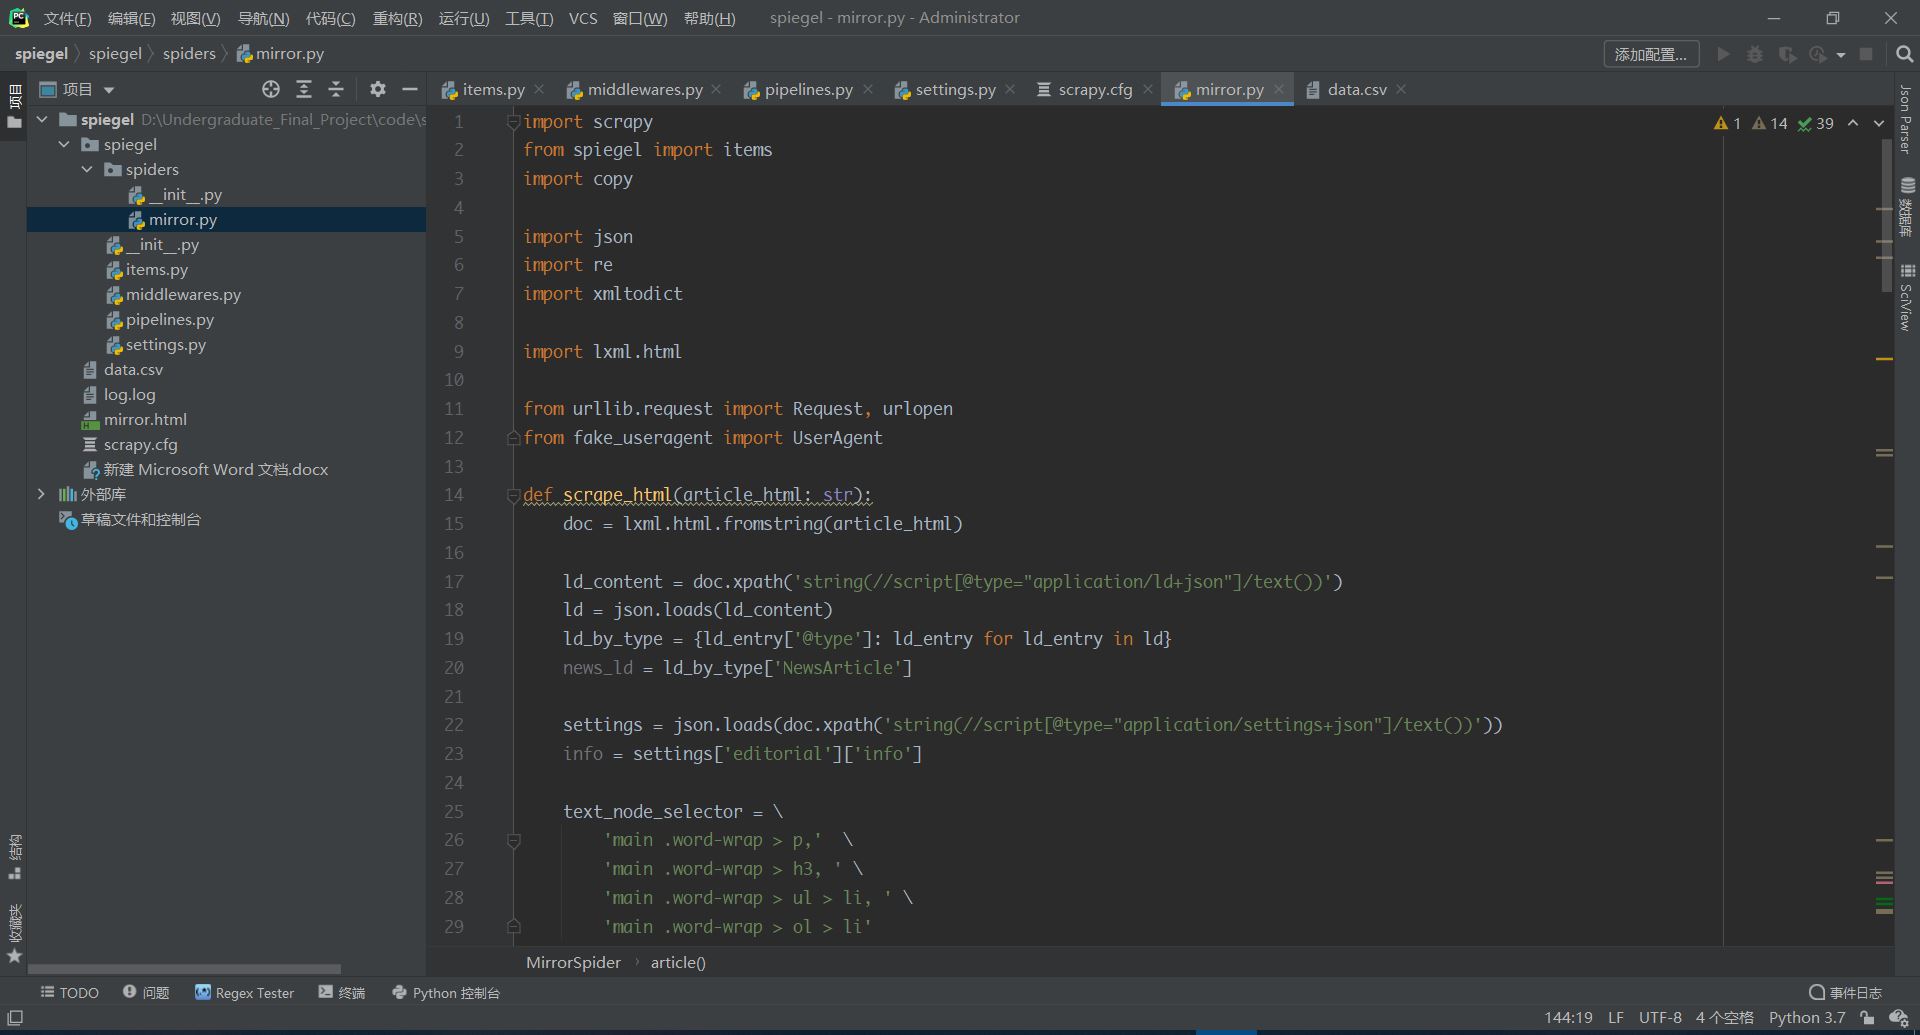 文件(F) 编辑(E) 视图(V) 导航(N) 代码(C) 重构(R) 运行(U) 工具(T) VCS 窗口(W) 帮助(H) spiegel - mirror.py - Administrator
spiegel spiegel spiders mirror.py 添加配置...
项目
项目
items.py middlewares.py pipelines.py settings.py scrapy.cfg mirror.py data.csv
spiegel D:\Undergraduate_Final_Project\code\s
spiegel
spiders
__init__.py
mirror.py
__init__.py
items.py
middlewares.py
pipelines.py
settings.py
data.csv
log.log
mirror.html
scrapy.cfg
新建 Microsoft Word 文档.docx
外部库
草稿文件和控制台
结构
收藏夹
1 14 39
1 import scrapy
2 from spiegel import items
3 import copy
4
5 import json
6 import re
7 import xmltodict
8
9 import lxml.html
10
11 from urllib.request import Request, urlopen
12 from fake_useragent import UserAgent
13
14 def scrape_html(article_html: str):
15 doc = lxml.html.fromstring(article_html)
16
17 ld_content = doc.xpath('string(//script[@type="application/ld+json"]/text())')
18 ld = json.loads(ld_content)
19 ld_by_type = {ld_entry['@type']: ld_entry for ld_entry in ld}
20 news_ld = ld_by_type['NewsArticle']
21
22 settings = json.loads(doc.xpath('string(//script[@type="application/settings+json"]/text())'))
23 info = settings['editorial']['info']
24
25 text_node_selector = \
26 'main .word-wrap > p,' \
27 'main .word-wrap > h3, ' \
28 'main .word-wrap > ul > li, ' \
29 'main .word-wrap > ol > li'
Json Parser
数据库
SciView
MirrorSpider article()
TODO 问题 Regex Tester 终端 Python 控制台 事件日志
144:19 LF UTF-8 4 个空格 Python 3.7